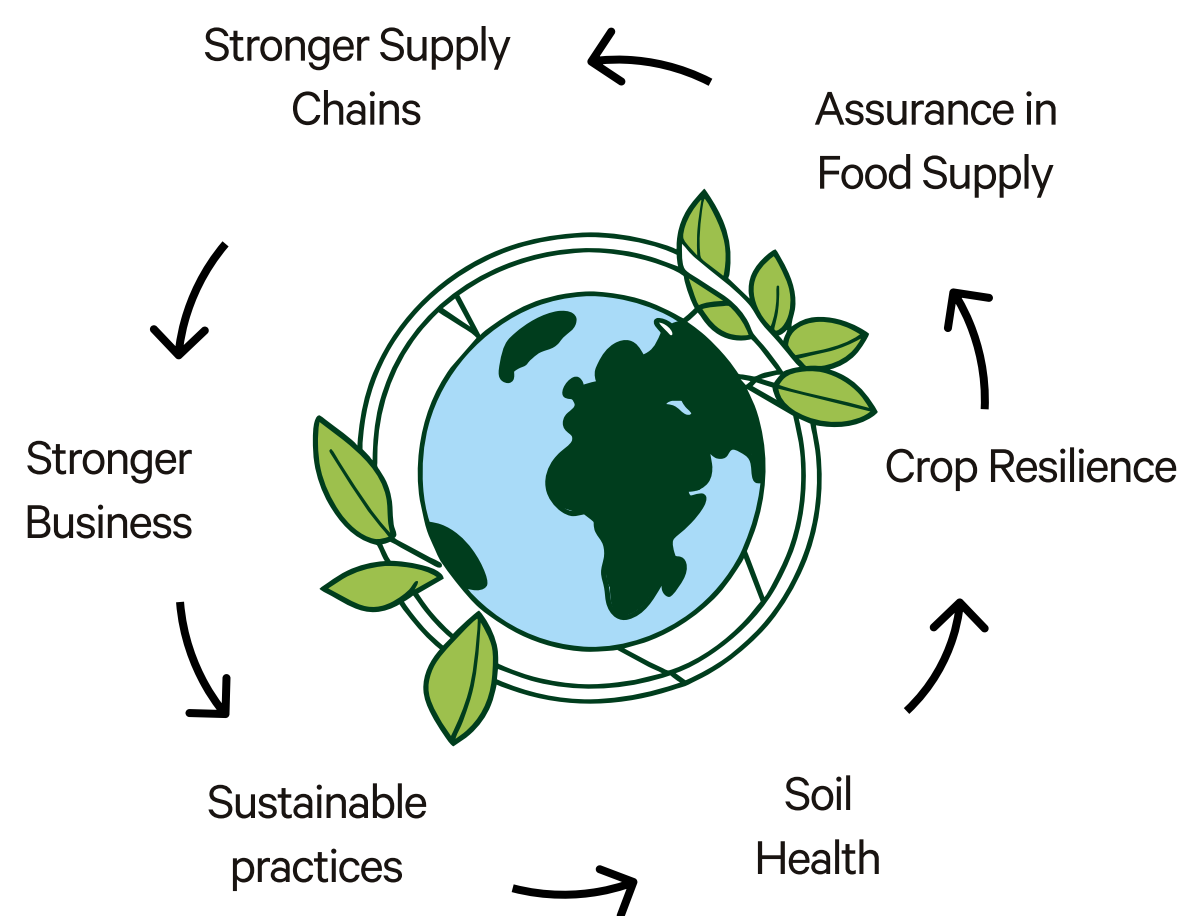 Stronger Supply
Chains
Assurance in
Food Supply
Stronger
Business
Crop Resilience
Sustainable
practices
Soil
Health